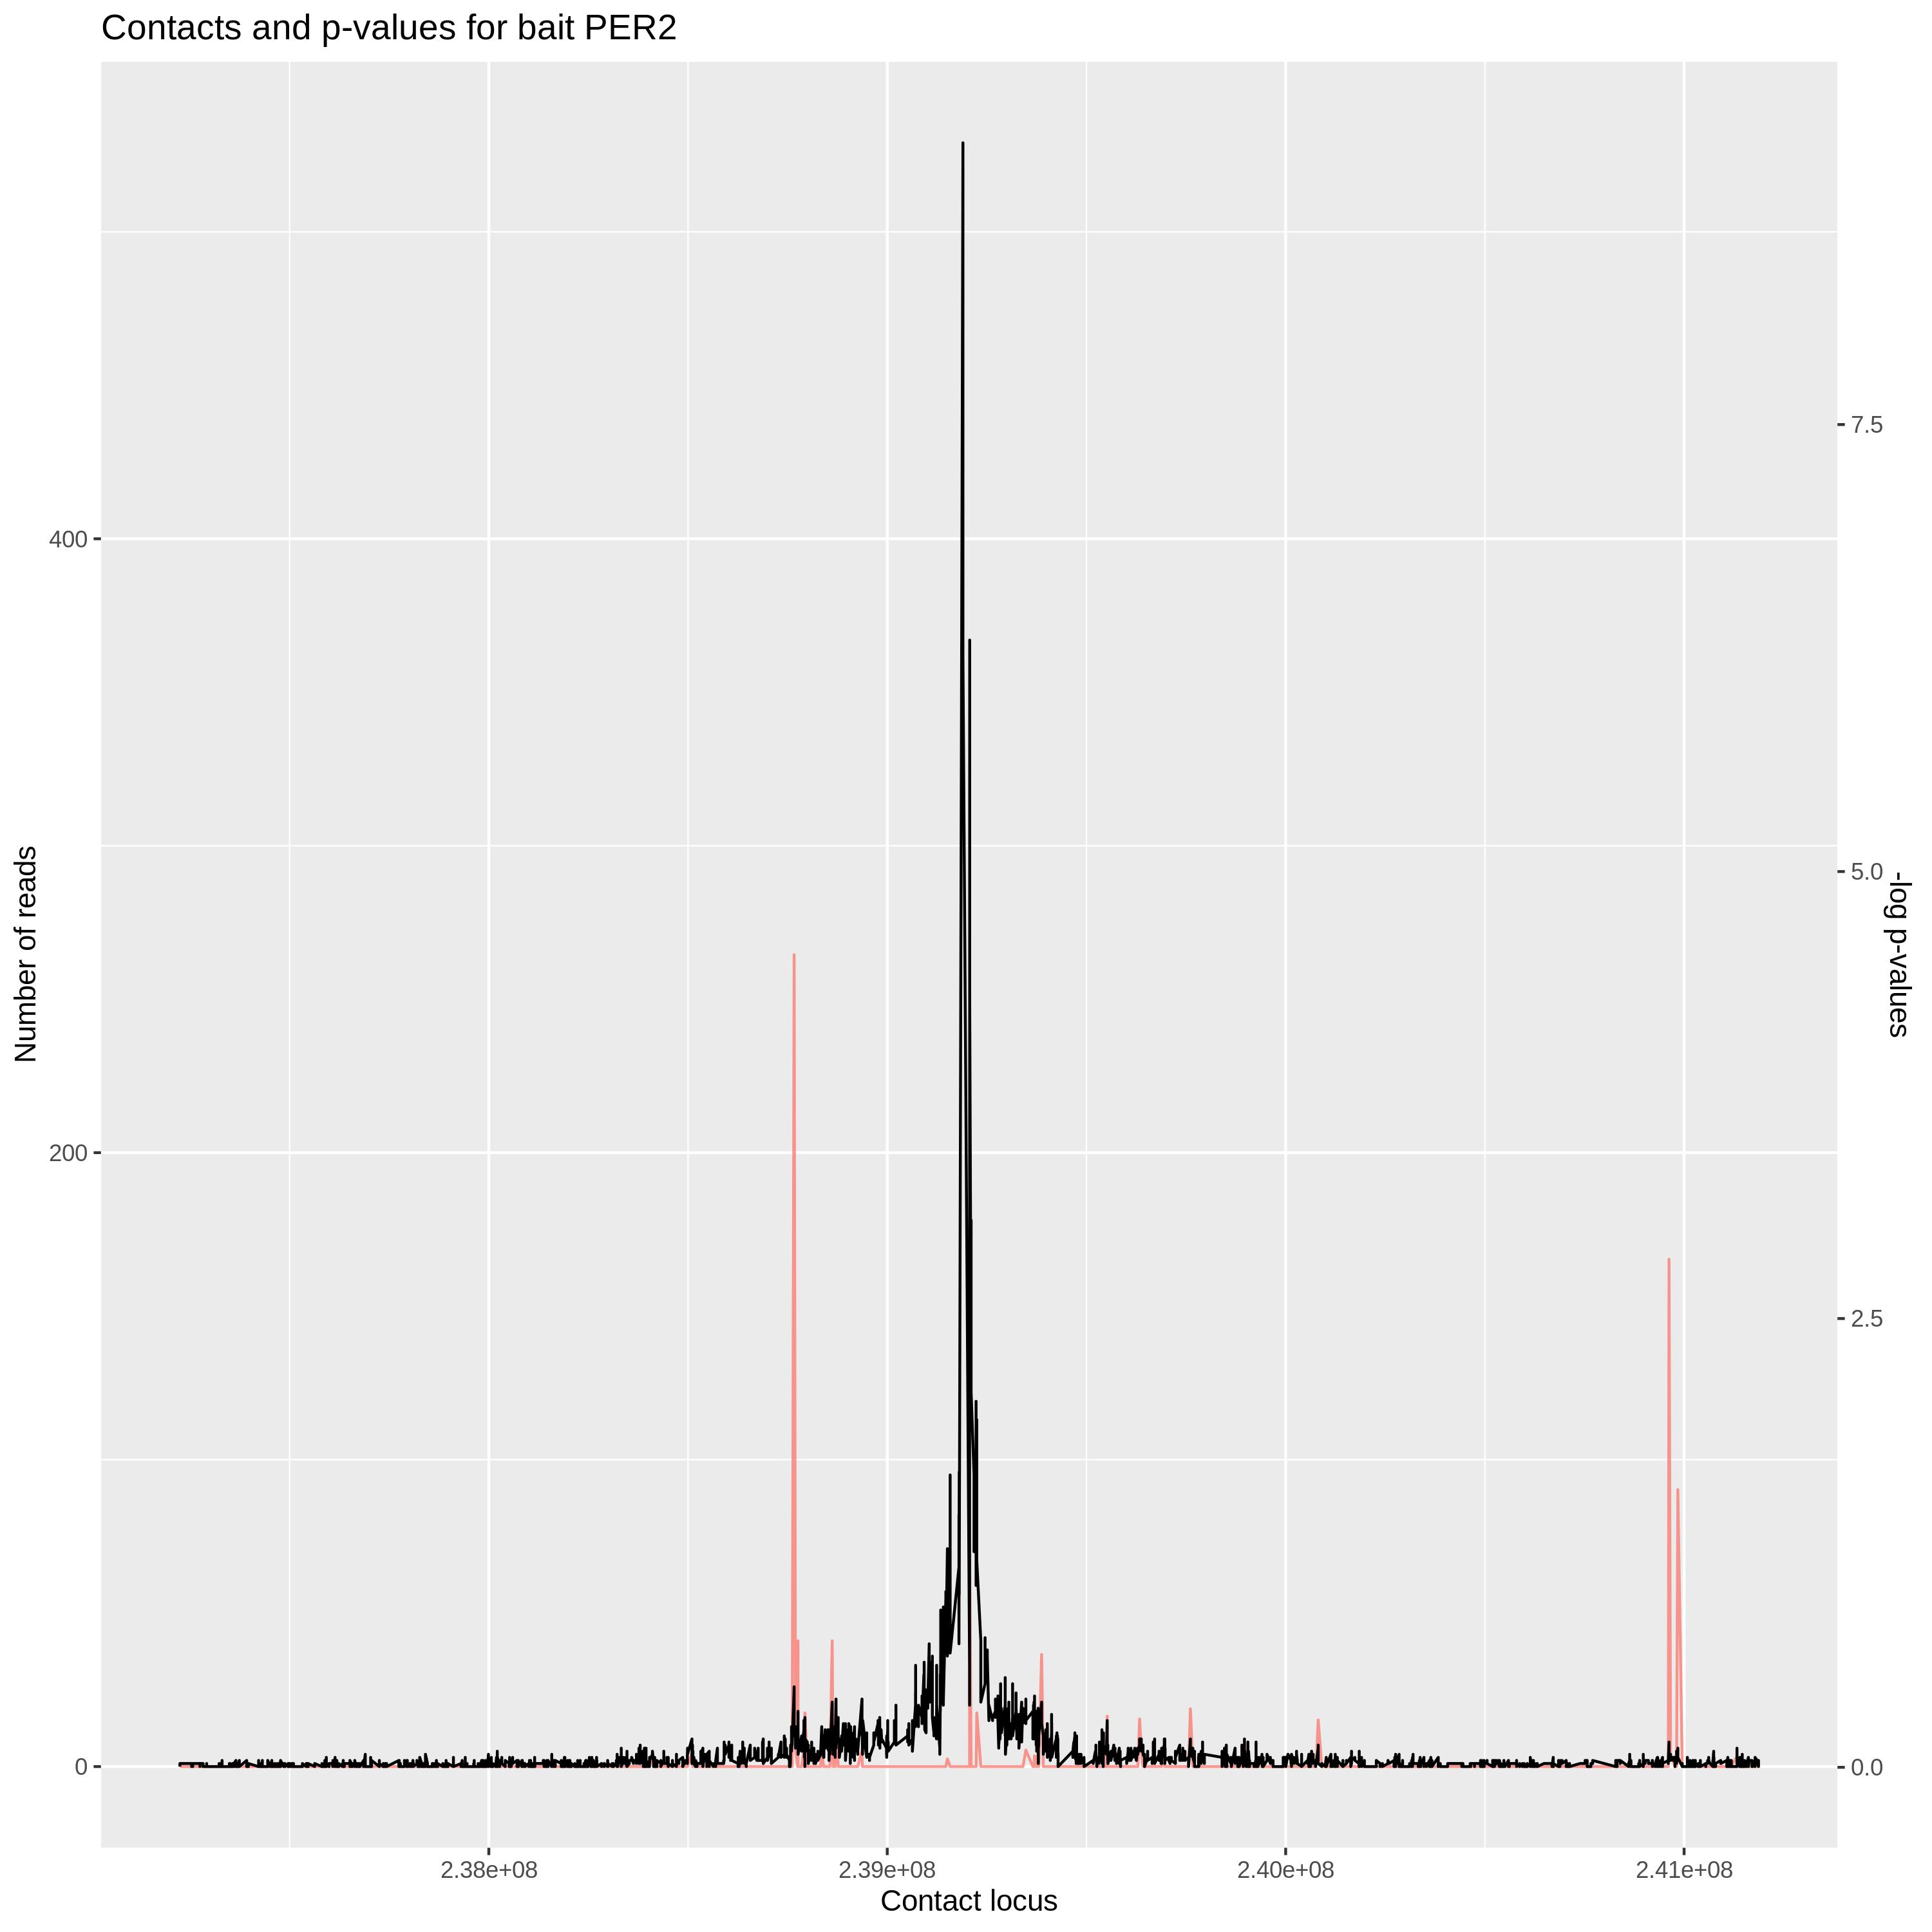 Contacts and p-values for bait PER2
Number of reads
400
200
0
7.5
5.0
2.5
0.0
-log p-values
2.38e+08
2.39e+08
2.40e+08
2.41e+08
Contact locus